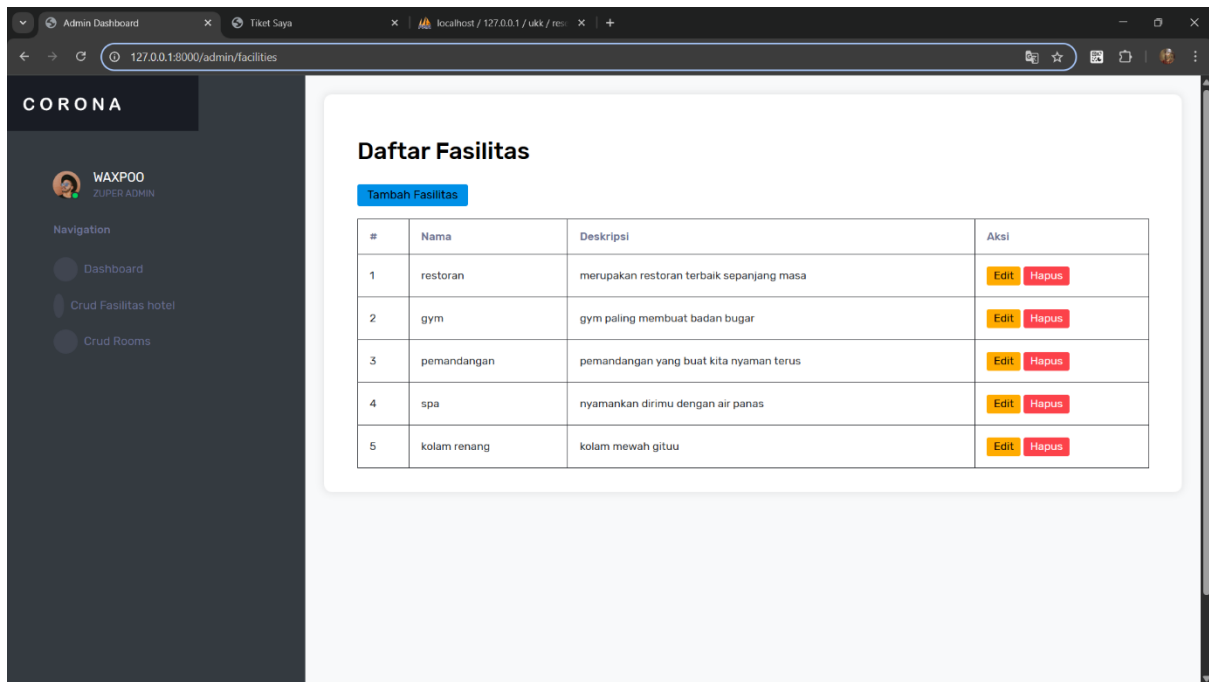 Admin Dashboard
Tiket Saya
localhost / 127.0.0.1 / ukk / rese
127.0.0.1:8000/admin/facilities
CORONA
WAXPOO
ZUPER ADMIN
Navigation
Dashboard
Crud Fasilitas hotel
Crud Rooms
Daftar Fasilitas
Tambah Fasilitas
# Nama Deskripsi Aksi
1 restoran merupakan restoran terbaik sepanjang masa Edit Hapus
2 gym gym paling membuat badan bugar Edit Hapus
3 pemandangan pemandangan yang buat kita nyaman terus Edit Hapus
4 spa nyamankan dirimu dengan air panas Edit Hapus
5 kolam renang kolam mewah gituu Edit Hapus